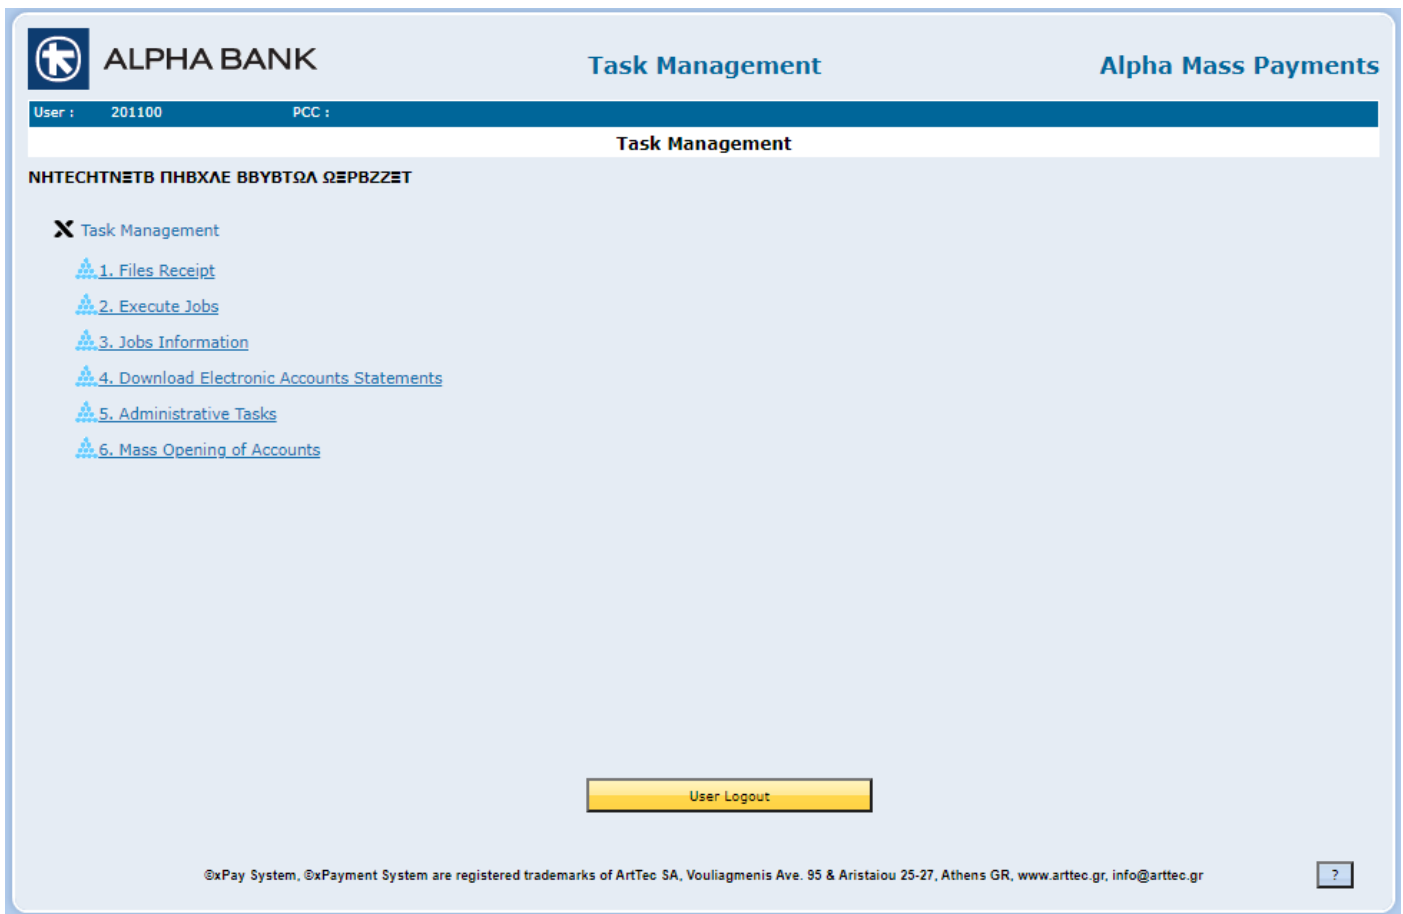 ALPHA BANK
Task Management
Alpha Mass Payments
User : 201100 PCC :
Task Management
ΝΗΤΕCΗΤΝΞΤΒ ΠΗΒΧΛΕ ΒΒΥΒΤΩΛ ΩΞΡΒΖΖΞΤ
Task Management
1. Files Receipt
2. Execute Jobs
3. Jobs Information
4. Download Electronic Accounts Statements
5. Administrative Tasks
6. Mass Opening of Accounts
User Logout
©xPay System, ©xPayment System are registered trademarks of ArtTec SA, Vouliagmenis Ave. 95 & Aristaiou 25-27, Athens GR, www.arttec.gr, info@arttec.gr
?